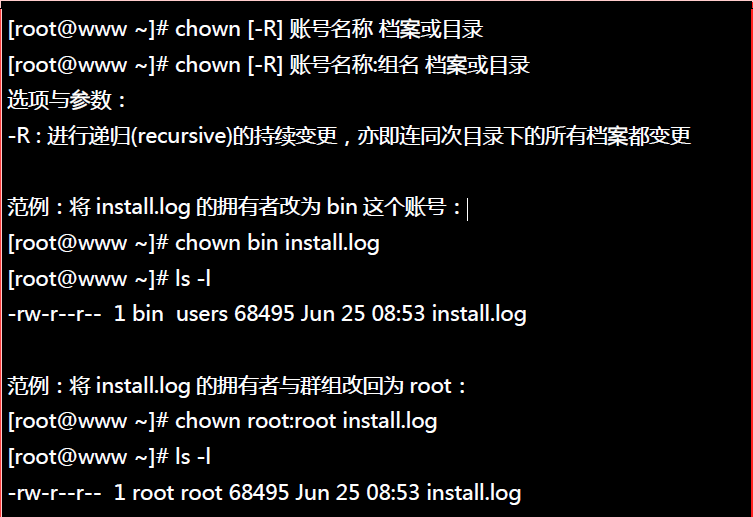 [root@www ~]# chown [-R] 账号名称 档案或目录
[root@www ~]# chown [-R] 账号名称:组名 档案或目录
选项与参数：
-R : 进行递归(recursive)的持续变更，亦即连同次目录下的所有档案都变更
范例：将 install.log 的拥有者改为 bin 这个账号：
[root@www ~]# chown bin install.log
[root@www ~]# ls -l
-rw-r--r--  1 bin  users 68495 Jun 25 08:53 install.log
范例：将 install.log 的拥有者与群组改回为 root：
[root@www ~]# chown root:root install.log
[root@www ~]# ls -l
-rw-r--r--  1 root root 68495 Jun 25 08:53 install.log